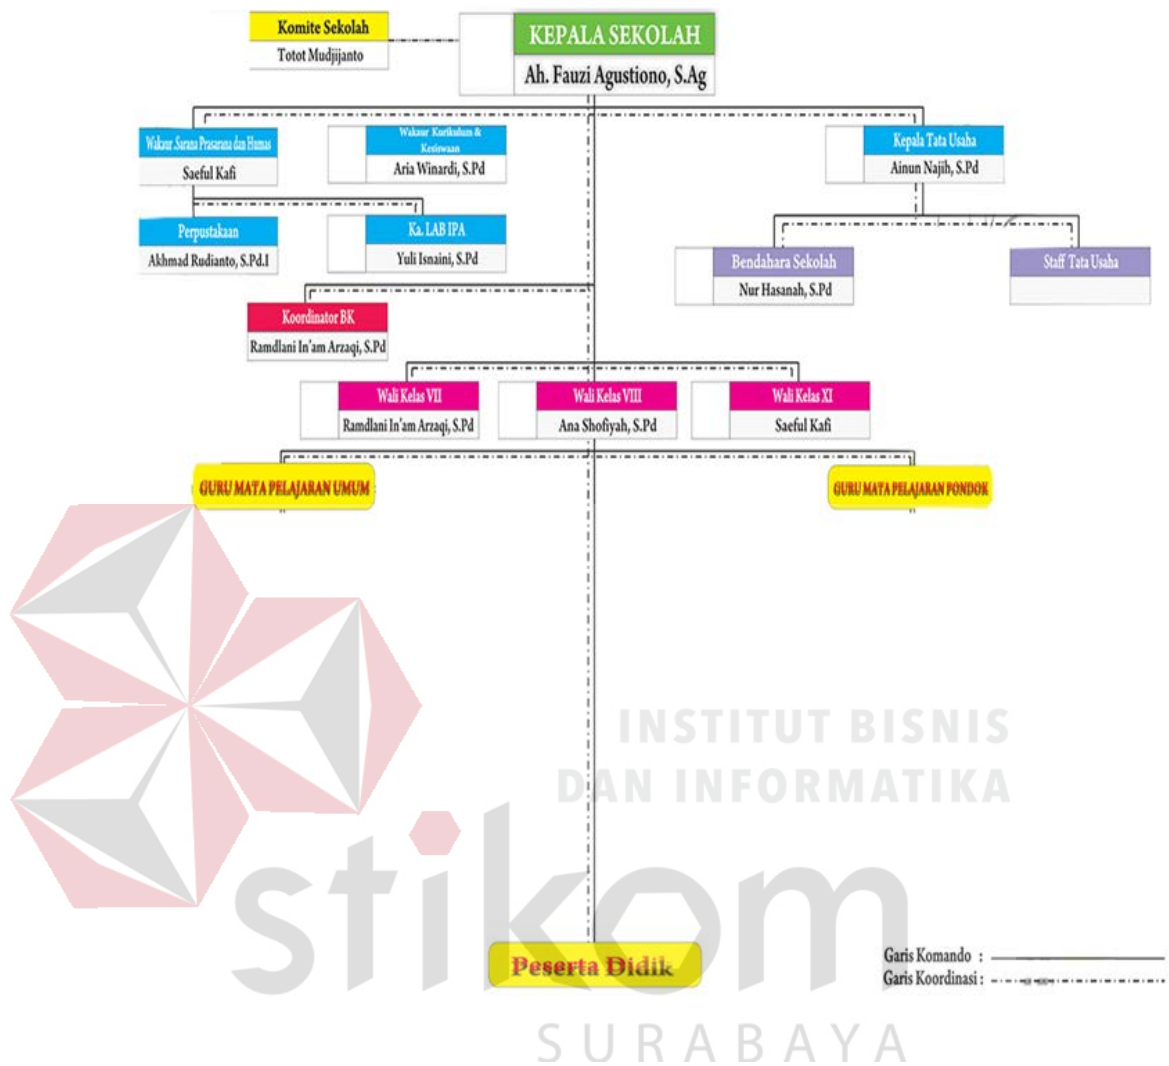 Komite Sekolah
Totot Mudjijanto
KEPALA SEKOLAH
Ah. Fauzi Agustiono, S.Ag
Wakaur .Sarana Prasarana dan Humas
Saeful Kafi
Wakaur Kurikulum &
Kesiswaan
Aria Winardi, S.Pd
Kepala Tata Usaha
Ainun Najih, S.Pd
Perpustakaan
Akhmad Rudianto, S.Pd.I
Ka. LAB IPA
Yuli Isnaini, S.Pd
Bendahara Sekolah
Nur Hasanah, S.Pd
Staff Tata Usaha
Koordinator BK
Ramdlani In'am Arzaqi, S.Pd
Wali Kelas VII
Ramdlani In'am Arzaqi, S.Pd
Wali Kelas VIII
Ana Shofiyah, S.Pd
Wali Kelas XI
Saeful Kafi
GURU MATA PELAJARAN UMUM
GURU MATA PELAJARAN PONDOK
INSTITUT BISNIS
DAN INFORMATIKA
stikom
SURABAYA
Peserta Didik
Garis Komando :
Garis Koordinasi :